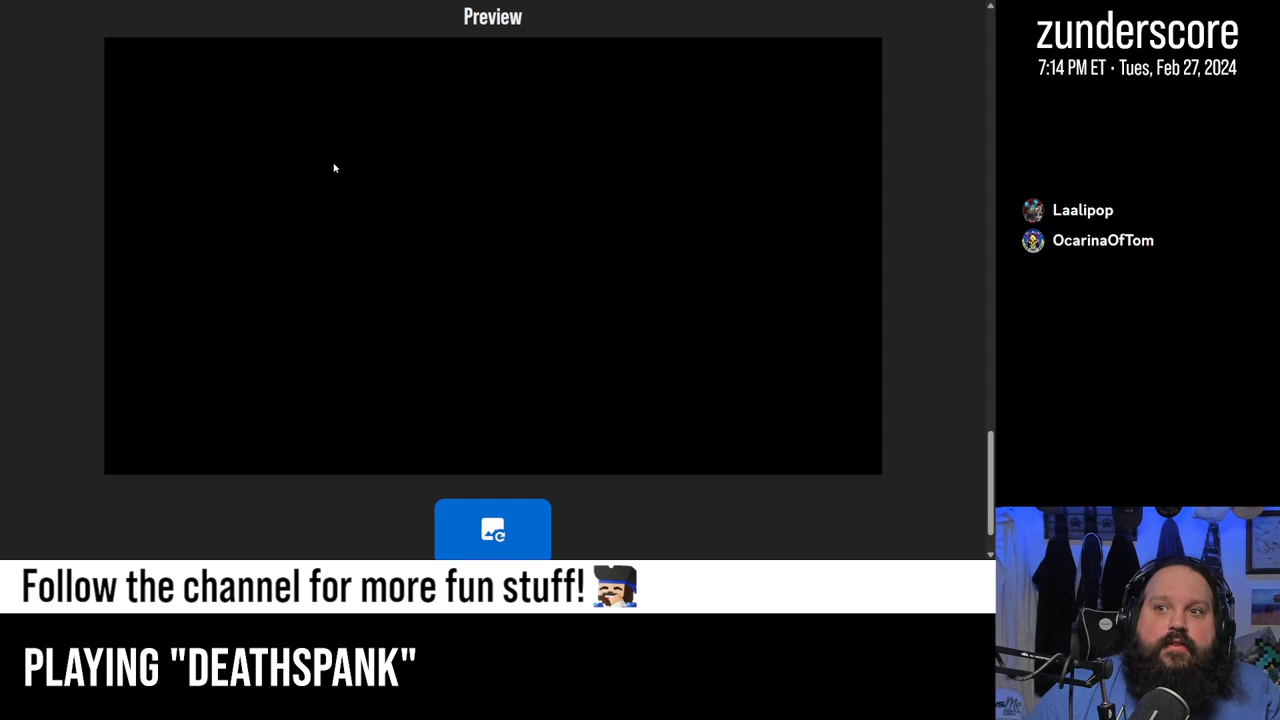 Preview
zunderscore
7:14 PM ET · Tues, Feb 27, 2024
Laalipop
OcarinaOfTom
Follow the channel for more fun stuff!
PLAYING "DEATHSPANK"